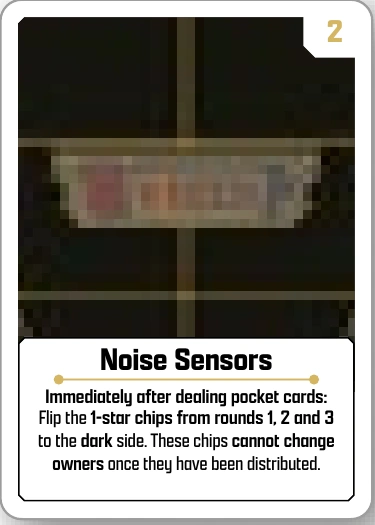 2
Noise Sensors
Immediately after dealing pocket cards:
Flip the 1-star chips from rounds 1, 2 and 3
to the dark side. These chips cannot change
owners once they have been distributed.